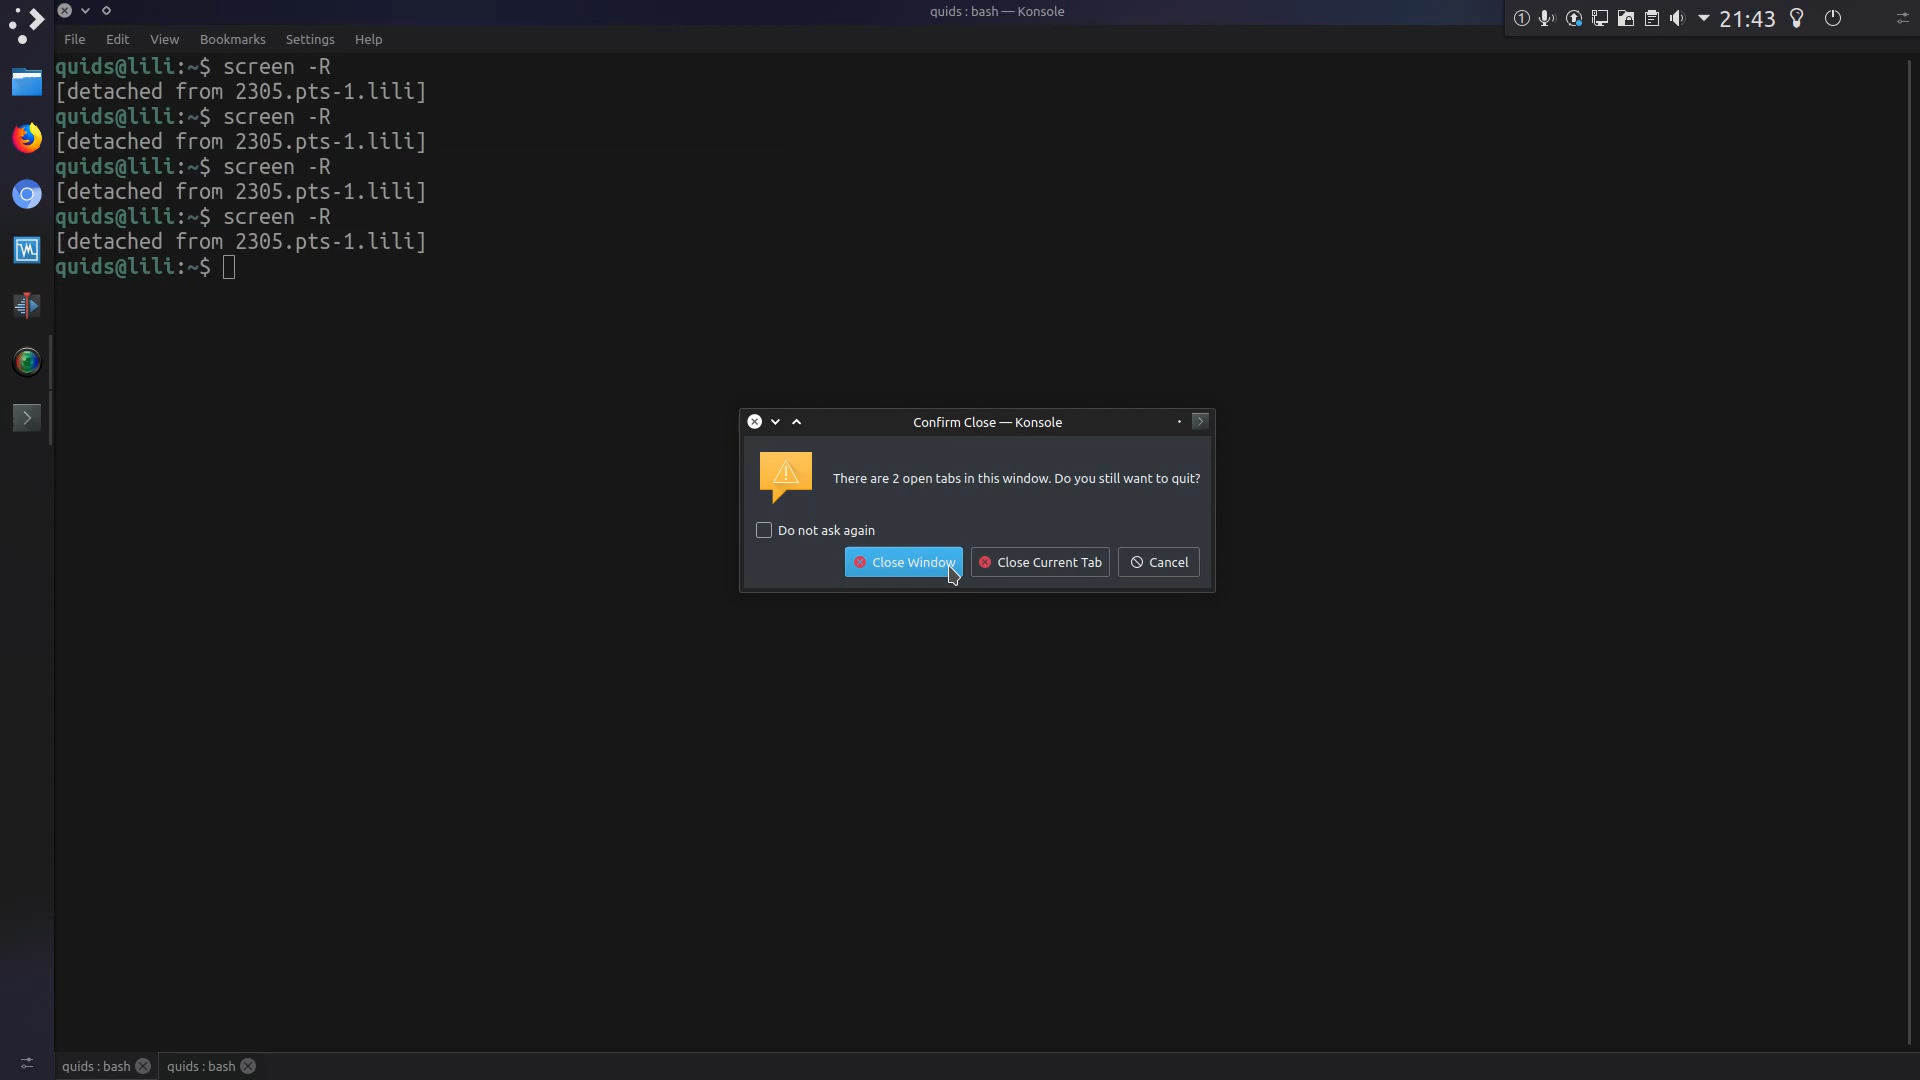 quids : bash — Konsole
21:43
File Edit View Bookmarks Settings Help
quids@lili:~$ screen -R
[detached from 2305.pts-1.lili]
quids@lili:~$ screen -R
[detached from 2305.pts-1.lili]
quids@lili:~$ screen -R
[detached from 2305.pts-1.lili]
quids@lili:~$ screen -R
[detached from 2305.pts-1.lili]
quids@lili:~$
Confirm Close — Konsole
There are 2 open tabs in this window. Do you still want to quit?
Do not ask again
Close Window Close Current Tab Cancel
quids : bash quids : bash